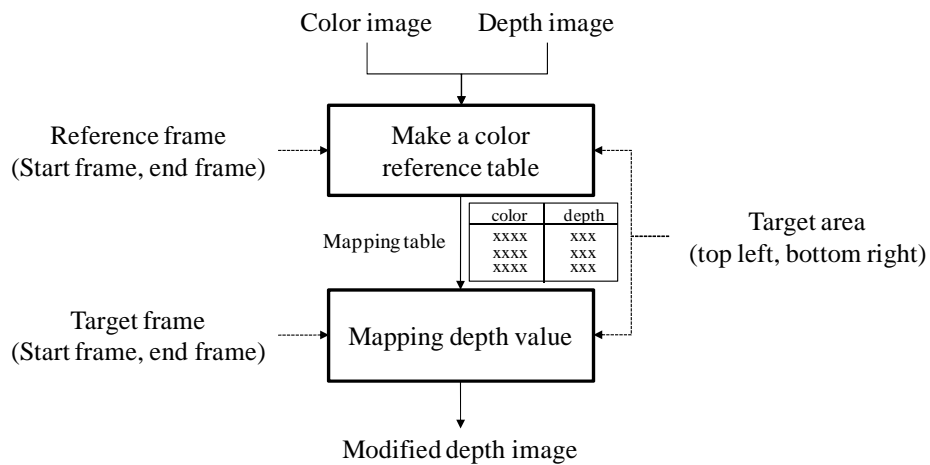 Color image
Depth image
Make a color
reference table
Reference frame
(Start frame, end frame)
Mapping table
color depth
xxxx xxx
xxxx xxx
xxxx xxx
Target area
(top left, bottom right)
Target frame
(Start frame, end frame)
Mapping depth value
Modified depth image